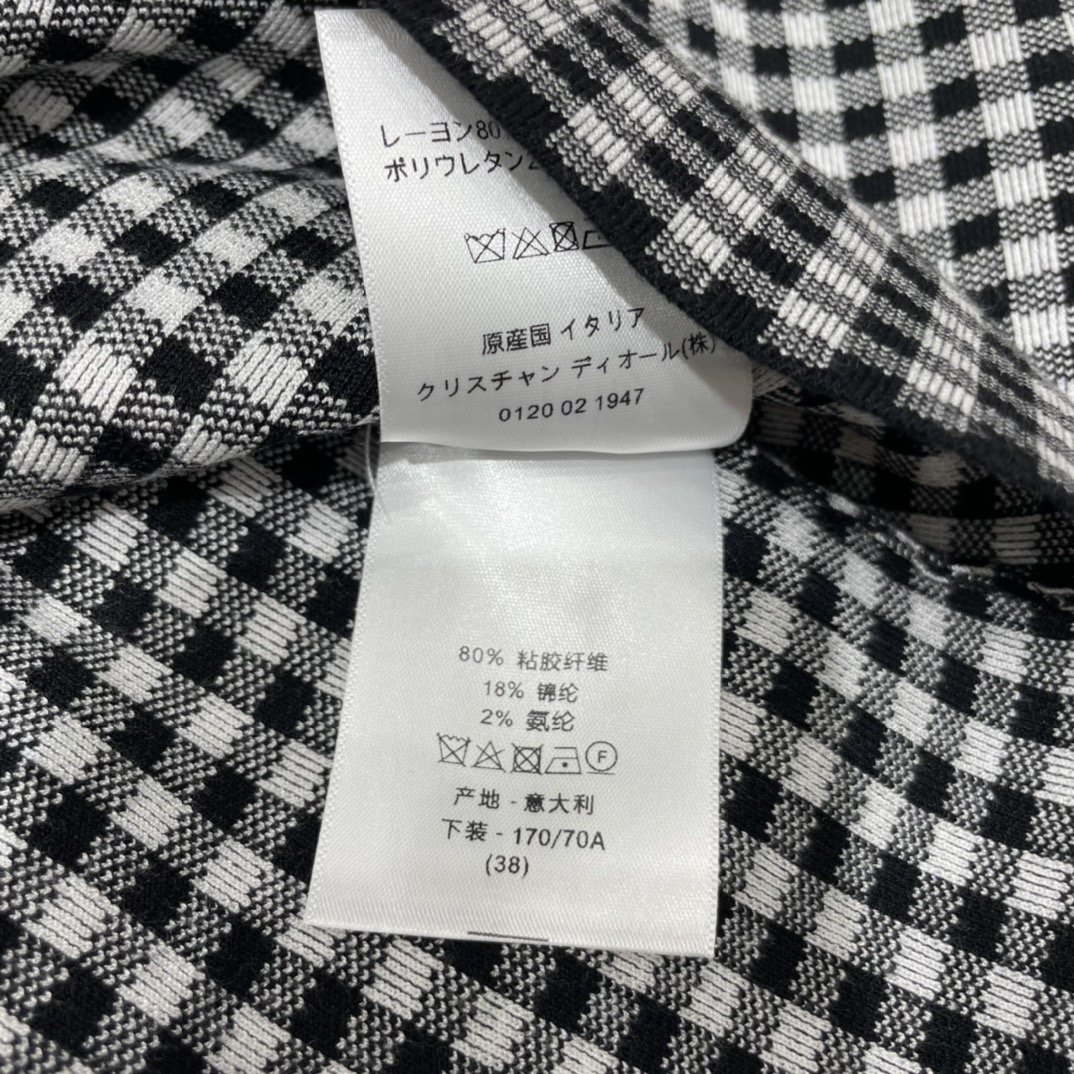 レーヨン80
ポリウレタン2
原産国 イタリア
クリスチャン ディオール(株)
0120 02 1947
80% 粘胶纤维
18% 锦纶
2% 氨纶
F
产地 - 意大利
下装 - 170/70A
(38)